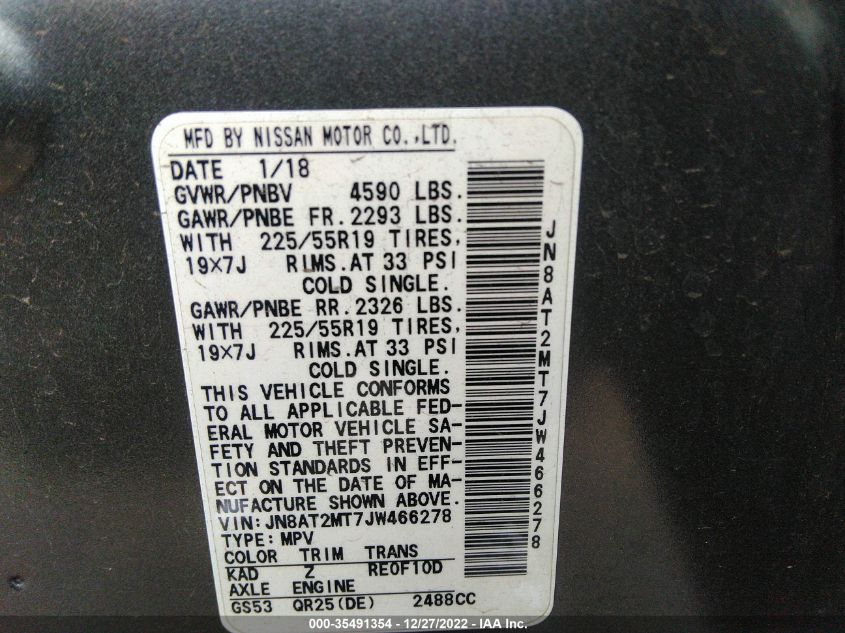 MFD BY NISSAN MOTOR CO.,LTD.
DATE 1/18
GVWR/PNBV 4590 LBS.
GAWR/PNBE FR.2293 LBS.
WITH 225/55R19 TIRES,
19×7J RIMS.AT 33 PSI
COLD SINGLE.
GAWR/PNBE RR.2326 LBS.
WITH 225/55R19 TIRES,
19×7J RIMS.AT 33 PSI
COLD SINGLE.
THIS VEHICLE CONFORMS
TO ALL APPLICABLE FED-
ERAL MOTOR VEHICLE SA-
FETY AND THEFT PREVEN-
TION STANDARDS IN EFF-
ECT ON THE DATE OF MA-
NUFACTURE SHOWN ABOVE.
VIN:JN8AT2MT7JW466278
TYPE:MPV
COLOR TRIM TRANS
KAD Z RE0F10D
AXLE ENGINE
GS53 QR25(DE) 2488CC
JN8AT2MT7JW466278
000-35491354 - 12/27/2022 - IAA Inc.